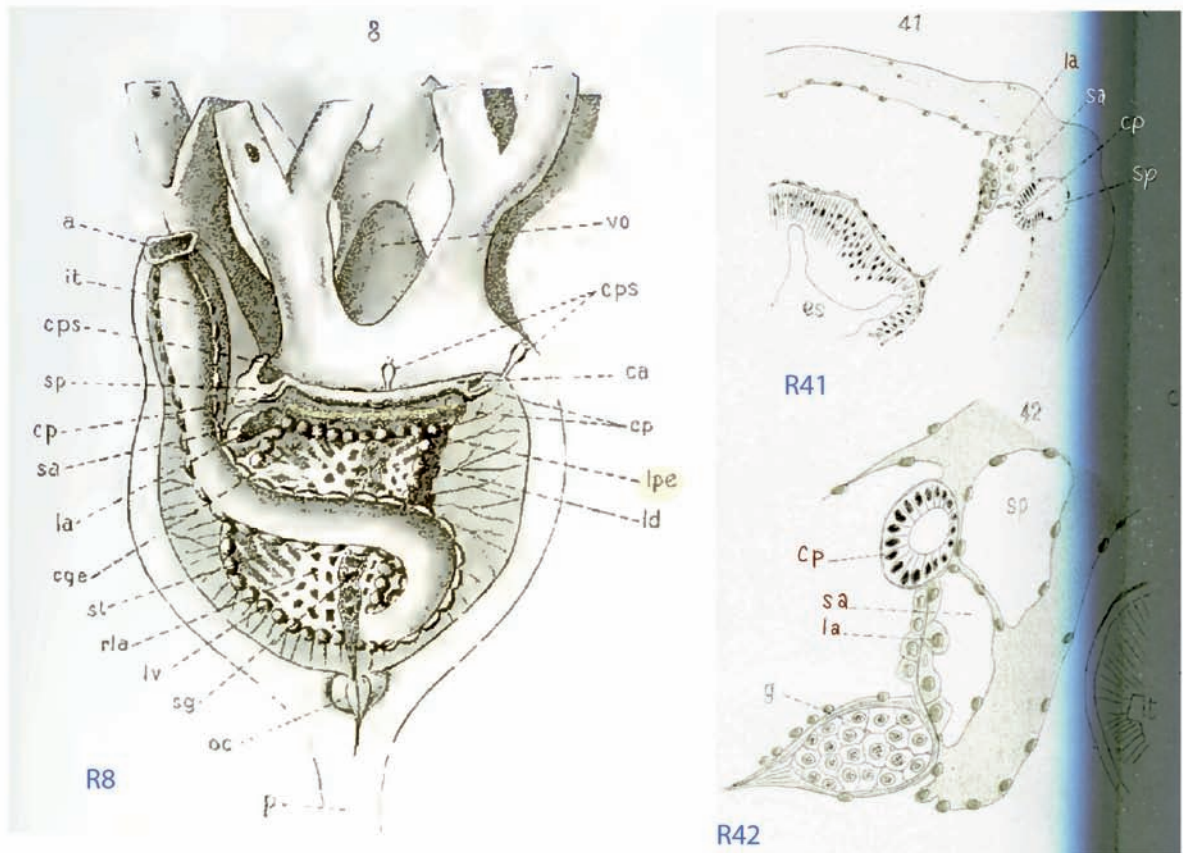 8
a
it
cps
sp
cp
sa
la
cge
st
rla
lv
sg
oc
p
vo
cps
ca
cp
lpe
ld
R8
41
la
sa
cp
sp
es
R41
42
sp
cp
sa
la
g
R42